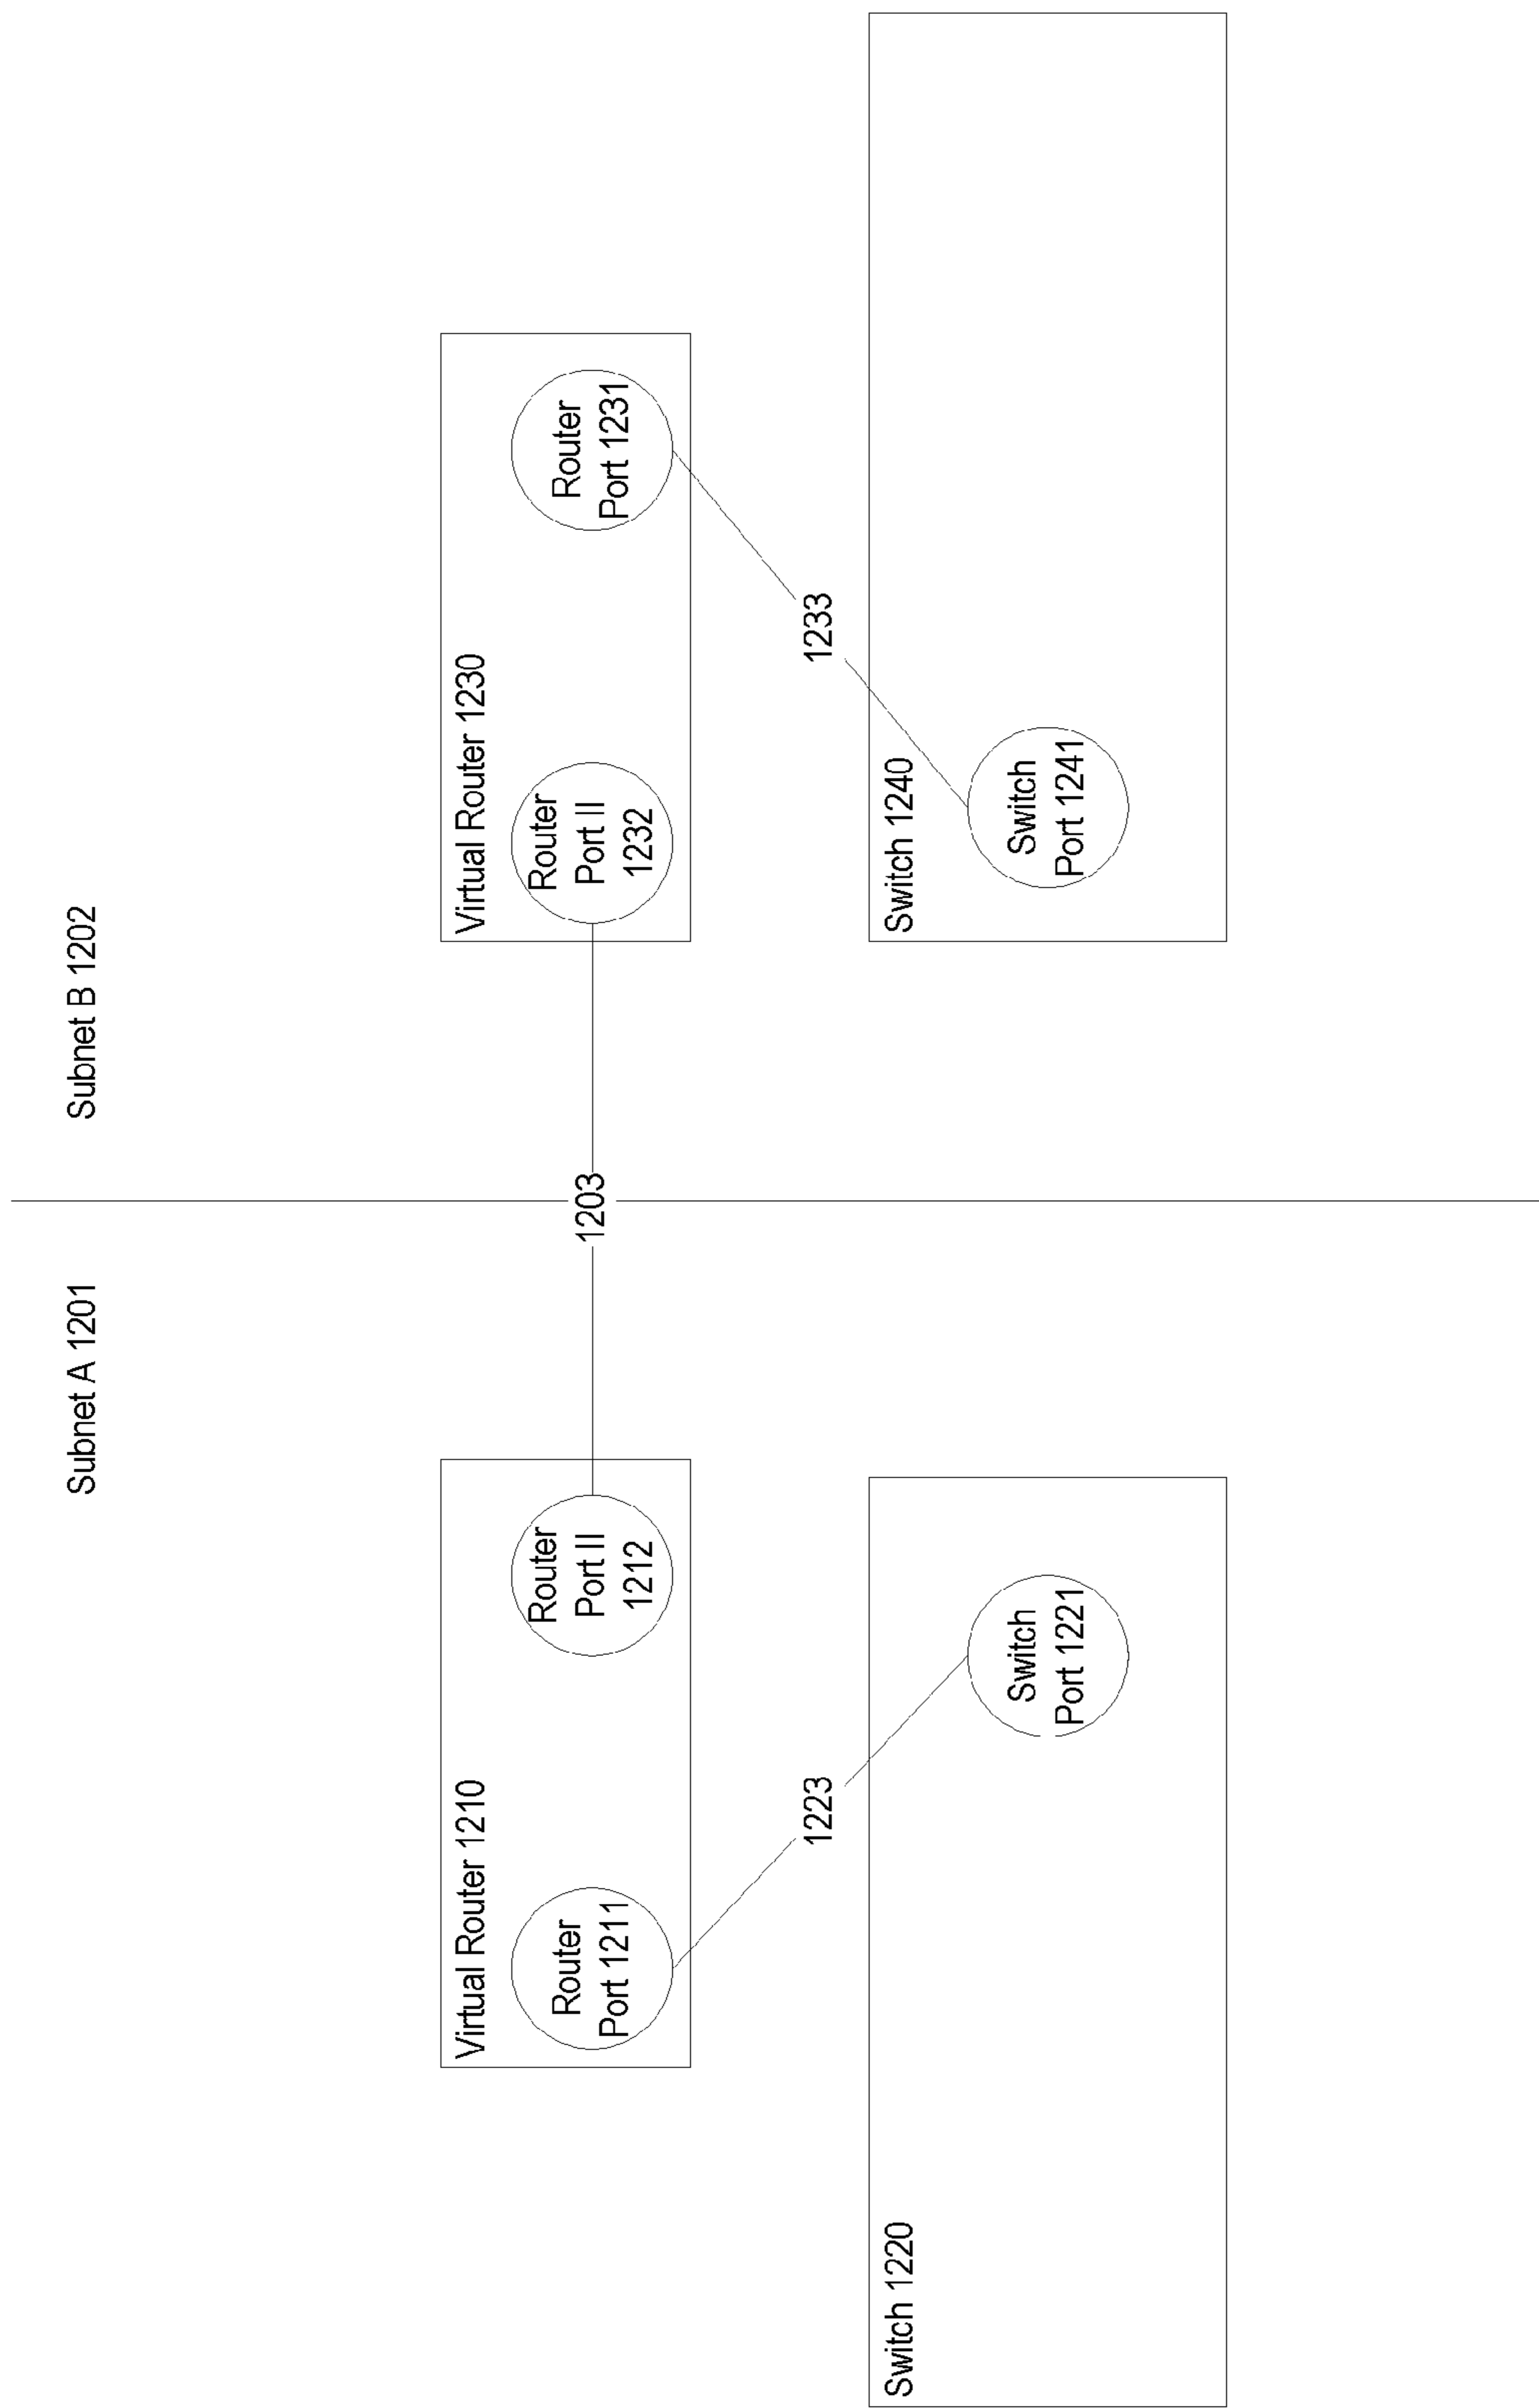 Subnet A 1201
Subnet B 1202
Virtual Router 1210
Router
Port 1211
Router
Port II
1212
1203
Virtual Router 1230
Router
Port II
1232
Router
Port 1231
1223
1233
Switch 1220
Switch
Port 1221
Switch 1240
Switch
Port 1241